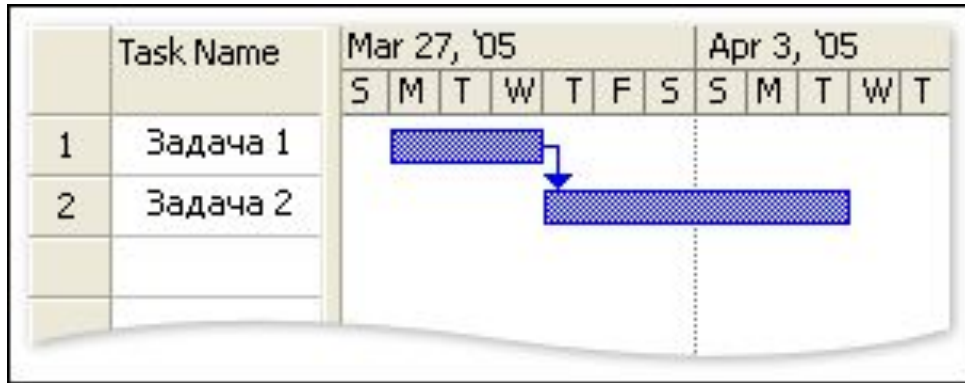 Task Name
Mar 27, '05 Apr 3, '05
S M T W T F S S M T W T
1 Задача 1
2 Задача 2